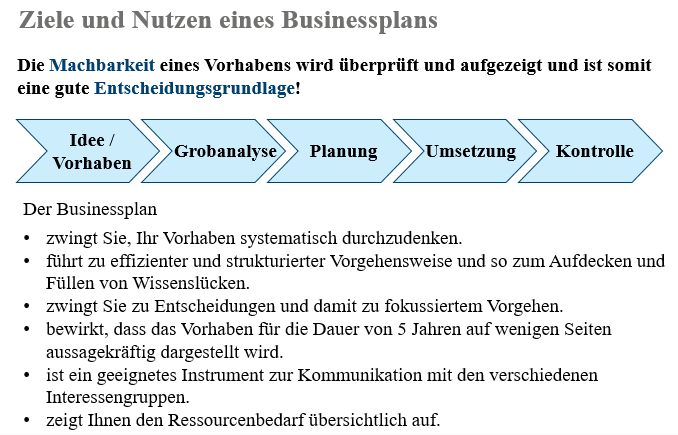 Ziele und Nutzen eines Businessplans
Die Machbarkeit eines Vorhabens wird überprüft und aufgezeigt und ist somit
eine gute Entscheidungsgrundlage!
Idee /
Vorhaben
Grobanalyse
Planung
Umsetzung
Kontrolle
Der Businessplan
• zwingt Sie, Ihr Vorhaben systematisch durchzudenken.
• führt zu effizienter und strukturierter Vorgehensweise und so zum Aufdecken und
Füllen von Wissenslücken.
• zwingt Sie zu Entscheidungen und damit zu fokussiertem Vorgehen.
• bewirkt, dass das Vorhaben für die Dauer von 5 Jahren auf wenigen Seiten
aussagekräftig dargestellt wird.
• ist ein geeignetes Instrument zur Kommunikation mit den verschiedenen
Interessengruppen.
• zeigt Ihnen den Ressourcenbedarf übersichtlich auf.